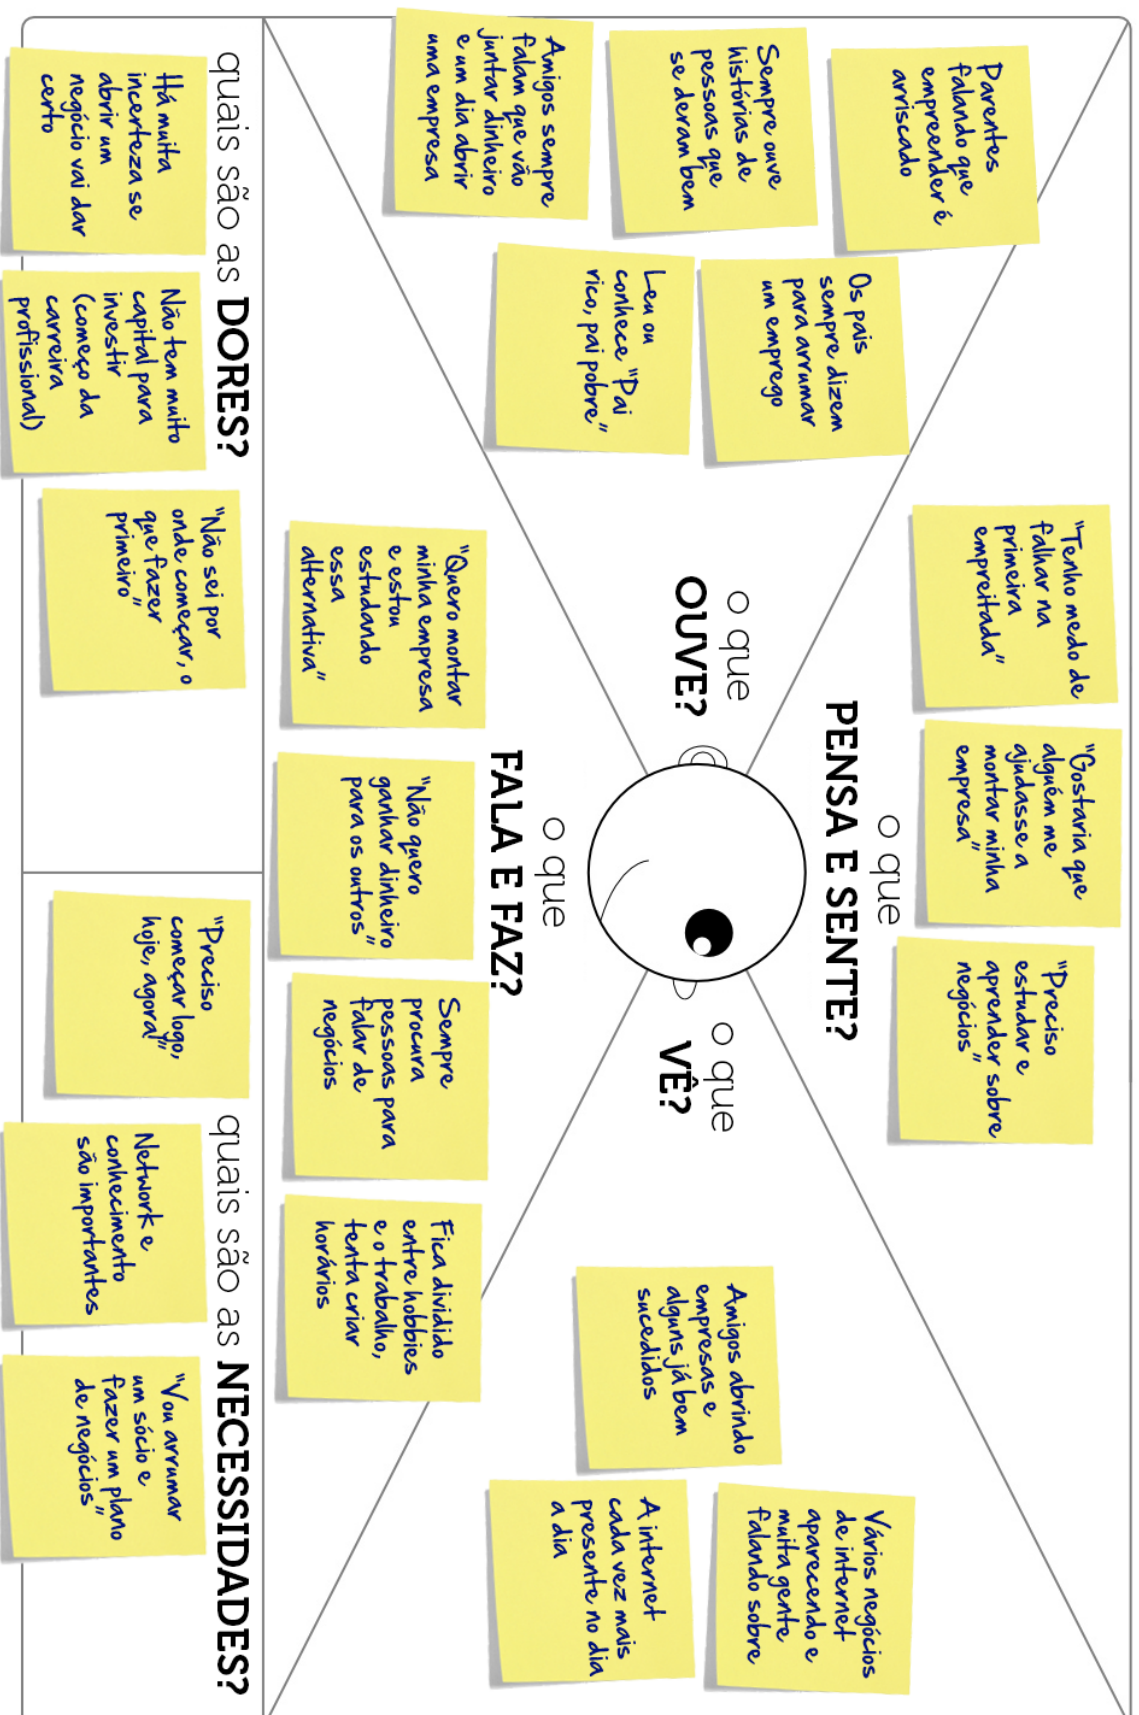 "Tenho medo de
falhar na
primeira
empreitada"
"Gostaria que
alguém me
ajudasse a
montar minha
empresa"
"Preciso
estudar e
aprender sobre
negócios"
o que
PENSA E SENTE?
Parentes
falando que
empreender é
arriscado
Os pais
sempre dizem
para arrumar
um emprego
Sempre ouve
histórias de
pessoas que
se deram bem
Leu ou
conhece "Pai
rico, pai pobre"
Amigos sempre
falam que vão
juntar dinheiro
e um dia abrir
uma empresa
o que
OUVE?
o que
VÊ?
Amigos abrindo
empresas e
alguns já bem
sucedidos
Vários negócios
de internet
aparecendo e
muita gente
falando sobre
A internet
cada vez mais
presente no dia
a dia
o que
FALA E FAZ?
"Quero montar
minha empresa
e estou
estudando
essa
alternativa"
"Não quero
ganhar dinheiro
para os outros"
Sempre
procura
pessoas para
falar de
negócios
Fica dividido
entre hobbies
e o trabalho,
tenta criar
horários
quais são as DORES?
Há muita
incerteza se
abrir um
negócio vai dar
certo
Não tem muito
capital para
investir
(começo da
carreira
profissional)
"Não sei por
onde começar, o
que fazer
primeiro"
quais são as NECESSIDADES?
"Preciso
começar logo,
hoje, agora!"
Network e
conhecimento
são importantes
"Vou arrumar
um sócio e
fazer um plano
de negócios"